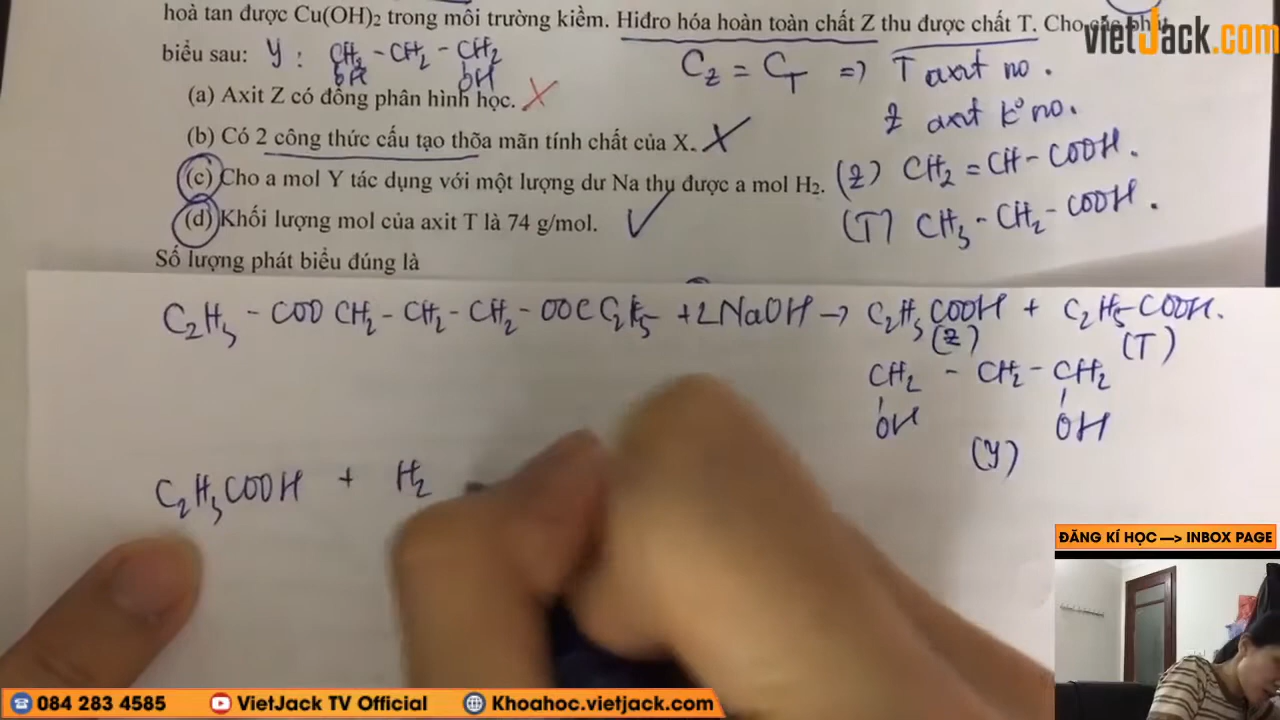 hoà tan được Cu(OH)₂ trong môi trường kiềm. Hiđro hóa hoàn toàn chất Z thu được chất T. Cho các phát
vietJack.com
biểu sau: Y : CH₂ - CH₂ - CH₂
OH OH
C_Z = C_T => T axit no.
(a) Axit Z có đồng phân hình học. X
Z axit k° no.
(b) Có 2 công thức cấu tạo thõa mãn tính chất của X. X
(Z) CH₂ = CH - COOH.
(c) Cho a mol Y tác dụng với một lượng dư Na thu được a mol H₂.
(T) CH₃ - CH₂ - COOH.
(d) Khối lượng mol của axit T là 74 g/mol. ✓
Số lượng phát biểu đúng là
C₂H₃ - COO CH₂ - CH₂ - CH₂ - OOC C₂H₅ + 2NaOH → C₂H₃COOH + C₂H₅-COOH.
(Z) (T)
CH₂ - CH₂ - CH₂
OH OH
(Y)
C₂H₃COOH + H₂
ĐĂNG KÍ HỌC —> INBOX PAGE
084 283 4585 VietJack TV Official Khoahoc.vietjack.com